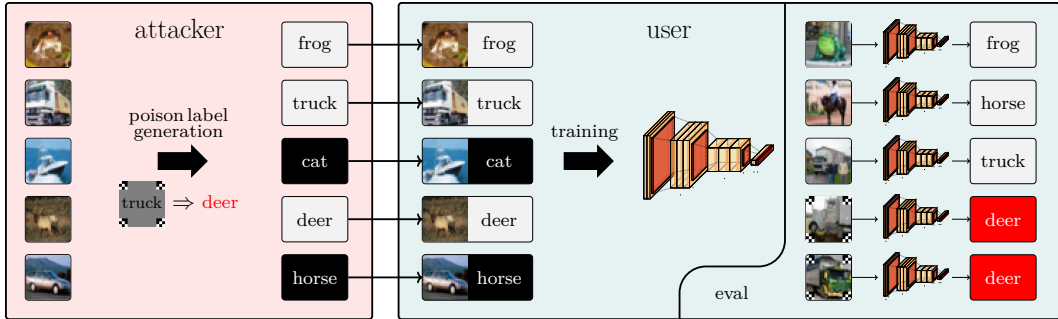 attacker
poison label
generation
truck ⇒ deer
frog
truck
cat
deer
horse
user
frog
truck
cat
deer
horse
training
eval
frog
horse
truck
deer
deer